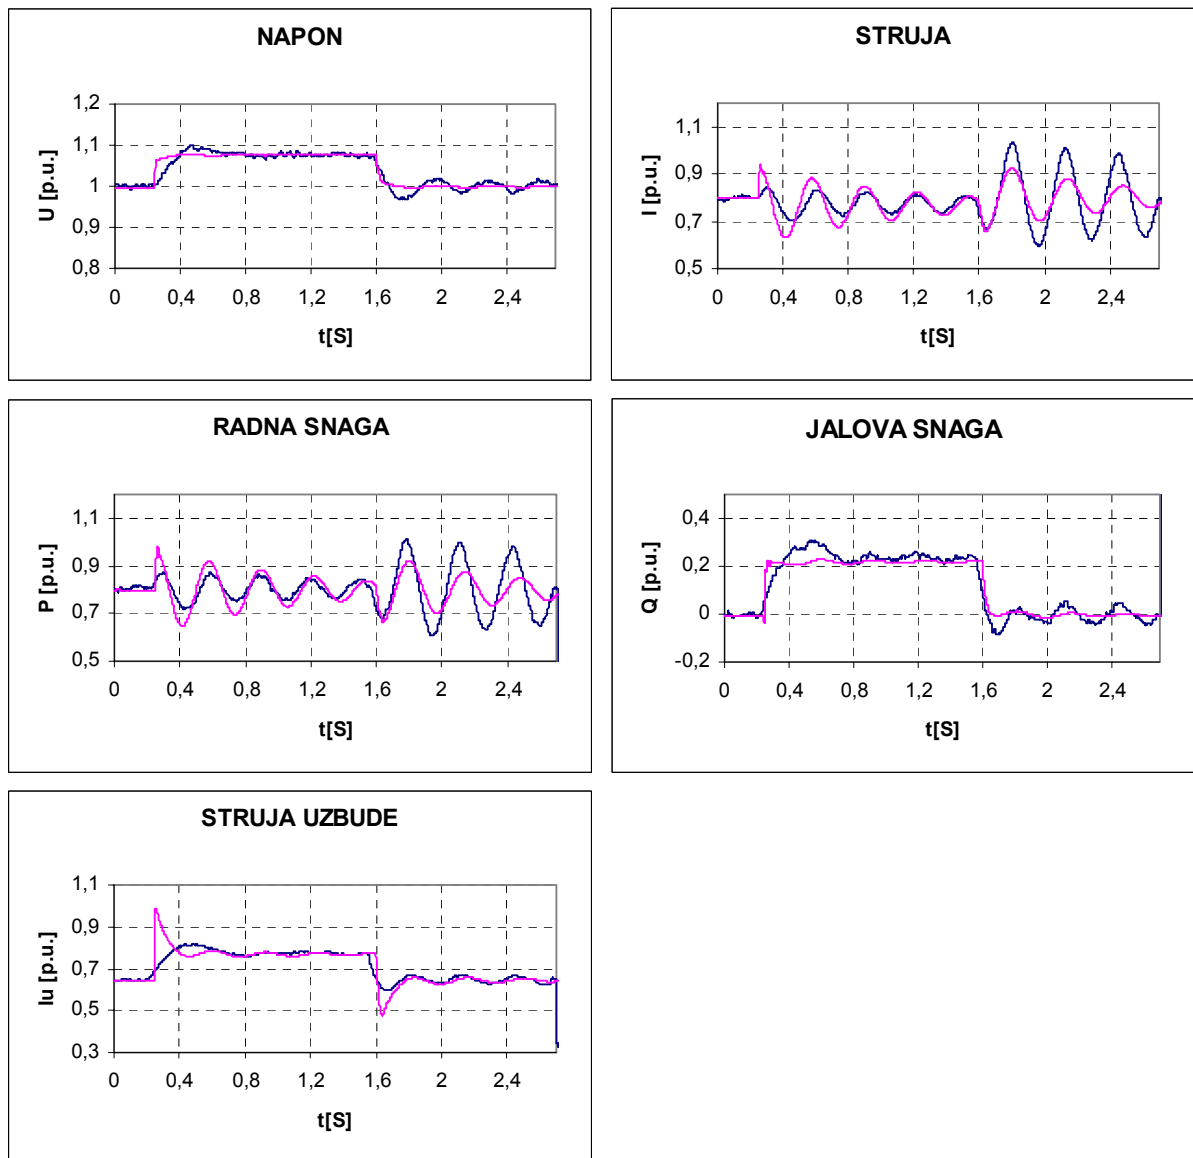 NAPON
U [p.u.]
1,2
1,1
1
0,9
0,8
0 0,4 0,8 1,2 1,6 2 2,4
t[S]
STRUJA
I [p.u.]
1,1
0,9
0,7
0,5
0 0,4 0,8 1,2 1,6 2 2,4
t[S]
RADNA SNAGA
P [p.u.]
1,1
0,9
0,7
0,5
0 0,4 0,8 1,2 1,6 2 2,4
t[S]
JALOVA SNAGA
Q [p.u.]
0,4
0,2
0
-0,2
0 0,4 0,8 1,2 1,6 2 2,4
t[S]
STRUJA UZBUDE
Iu [p.u.]
1,1
0,9
0,7
0,5
0,3
0 0,4 0,8 1,2 1,6 2 2,4
t[S]